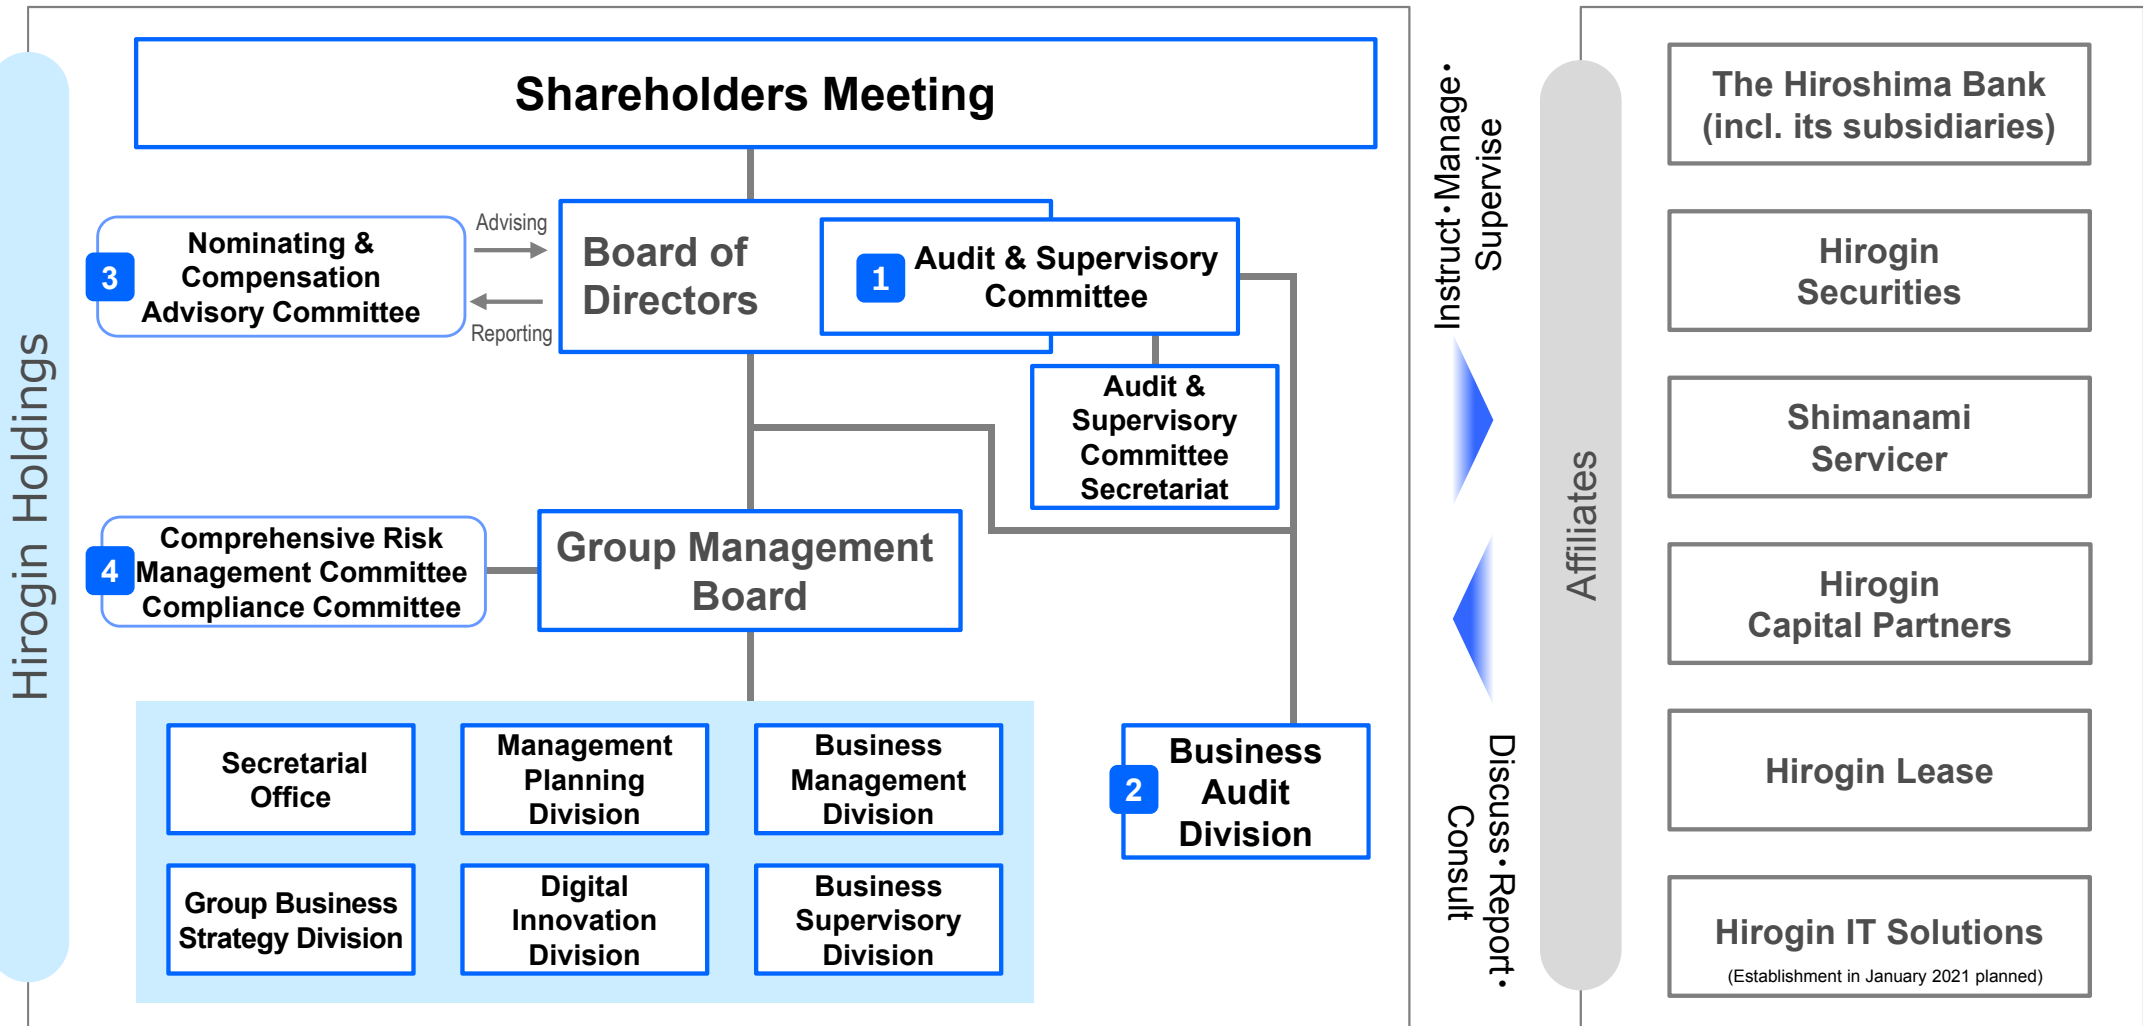 Hirogin Holdings
Shareholders Meeting
3
Nominating &
Compensation
Advisory Committee
Advising
Reporting
Board of
Directors
1
Audit & Supervisory
Committee
Audit &
Supervisory
Committee
Secretariat
4
Comprehensive Risk
Management Committee
Compliance Committee
Group Management
Board
Secretarial
Office
Management
Planning
Division
Business
Management
Division
Group Business
Strategy Division
Digital
Innovation
Division
Business
Supervisory
Division
2
Business
Audit
Division
Instruct・Manage・
Supervise
Discuss・Report・
Consult
Affiliates
The Hiroshima Bank
(incl. its subsidiaries)
Hirogin
Securities
Shimanami
Servicer
Hirogin
Capital Partners
Hirogin Lease
Hirogin IT Solutions
(Establishment in January 2021 planned)